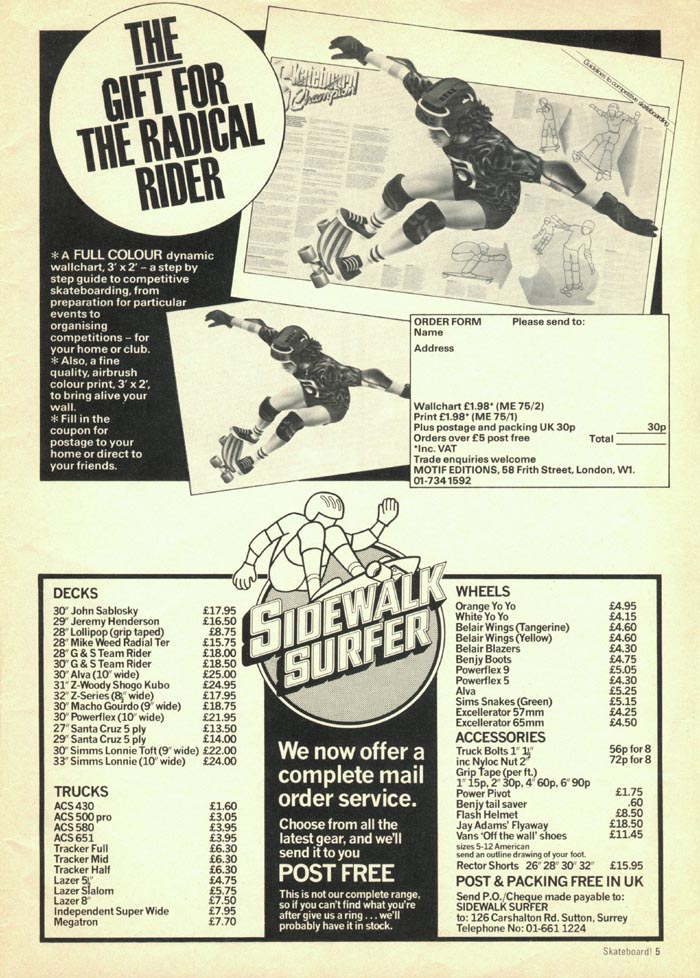 THE
GIFT FOR
THE RADICAL
RIDER
Skateboard
Champion
Guidelines to competitive skateboarding
* A FULL COLOUR dynamic
wallchart, 3' x 2' – a step by
step guide to competitive
skateboarding, from
preparation for particular
events to
organising
competitions – for
your home or club.
* Also, a fine
quality, airbrush
colour print, 3' x 2',
to bring alive your
wall.
* Fill in the
coupon for
postage to your
home or direct to
your friends.
ORDER FORM Please send to:
Name
Address
Wallchart £1.98* (ME 75/2)
Print £1.98* (ME 75/1)
Plus postage and packing UK 30p 30p
Orders over £5 post free Total
*Inc. VAT
Trade enquiries welcome
MOTIF EDITIONS, 58 Frith Street, London, W1.
01-734 1592
DECKS
30″ John Sablosky £17.95
29″ Jeremy Henderson £16.50
28″ Lollipop (grip taped) £8.75
28″ Mike Weed Radial Ter £15.75
28″ G & S Team Rider £18.00
30″ G & S Team Rider £18.50
30″ Alva (10″ wide) £25.00
31″ Z-Woody Shogo Kubo £24.95
32″ Z-Series (8½″ wide) £17.95
30″ Macho Gourdo (9″ wide) £18.75
30″ Powerflex (10″ wide) £21.95
27″ Santa Cruz 5 ply £13.50
29″ Santa Cruz 5 ply £14.00
30″ Simms Lonnie Toft (9″ wide) £22.00
33″ Simms Lonnie (10″ wide) £24.00
TRUCKS
ACS 430 £1.60
ACS 500 pro £3.05
ACS 580 £3.95
ACS 651 £3.95
Tracker Full £6.30
Tracker Mid £6.30
Tracker Half £6.30
Lazer 5½″ £4.75
Lazer Slalom £5.75
Lazer 8″ £7.50
Independent Super Wide £7.95
Megatron £7.70
SIDEWALK
SURFER
We now offer a
complete mail
order service.
Choose from all the
latest gear, and we'll
send it to you
POST FREE
This is not our complete range,
so if you can't find what you're
after give us a ring . . . we'll
probably have it in stock.
WHEELS
Orange Yo Yo £4.95
White Yo Yo £4.15
Belair Wings (Tangerine) £4.60
Belair Wings (Yellow) £4.60
Belair Blazers £4.30
Benjy Boots £4.75
Powerflex 9 £5.05
Powerflex 5 £4.30
Alva £5.25
Sims Snakes (Green) £5.15
Excellerator 57mm £4.25
Excellerator 65mm £4.50
ACCESSORIES
Truck Bolts 1″ 1½″ 56p for 8
inc Nyloc Nut 2″ 72p for 8
Grip Tape (per ft.)
1″ 15p, 2″ 30p, 4″ 60p, 6″ 90p
Power Pivot £1.75
Benjy tail saver .60
Flash Helmet £8.50
Jay Adams' Flyaway £18.50
Vans 'Off the wall' shoes £11.45
sizes 5-12 American
send an outline drawing of your foot.
Rector Shorts 26″ 28″ 30″ 32″ £15.95
POST & PACKING FREE IN UK
Send P.O./Cheque made payable to:
SIDEWALK SURFER
to: 126 Carshalton Rd. Sutton, Surrey
Telephone No: 01-661 1224
Skateboard! 5